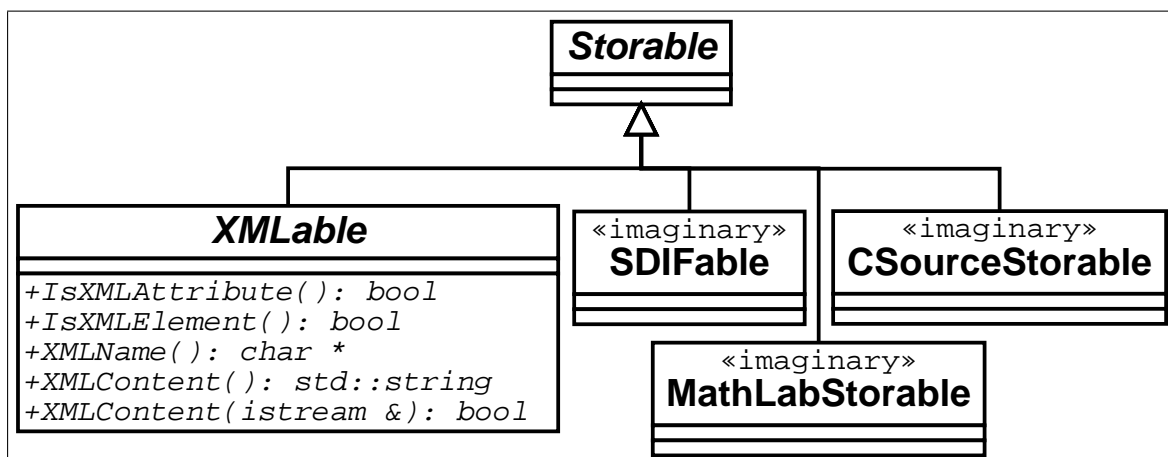 Storable
XMLable
+IsXMLAttribute(): bool
+IsXMLElement(): bool
+XMLName(): char *
+XMLContent(): std::string
+XMLContent(istream &): bool
«imaginary»
SDIFable
«imaginary»
CSourceStorable
«imaginary»
MathLabStorable